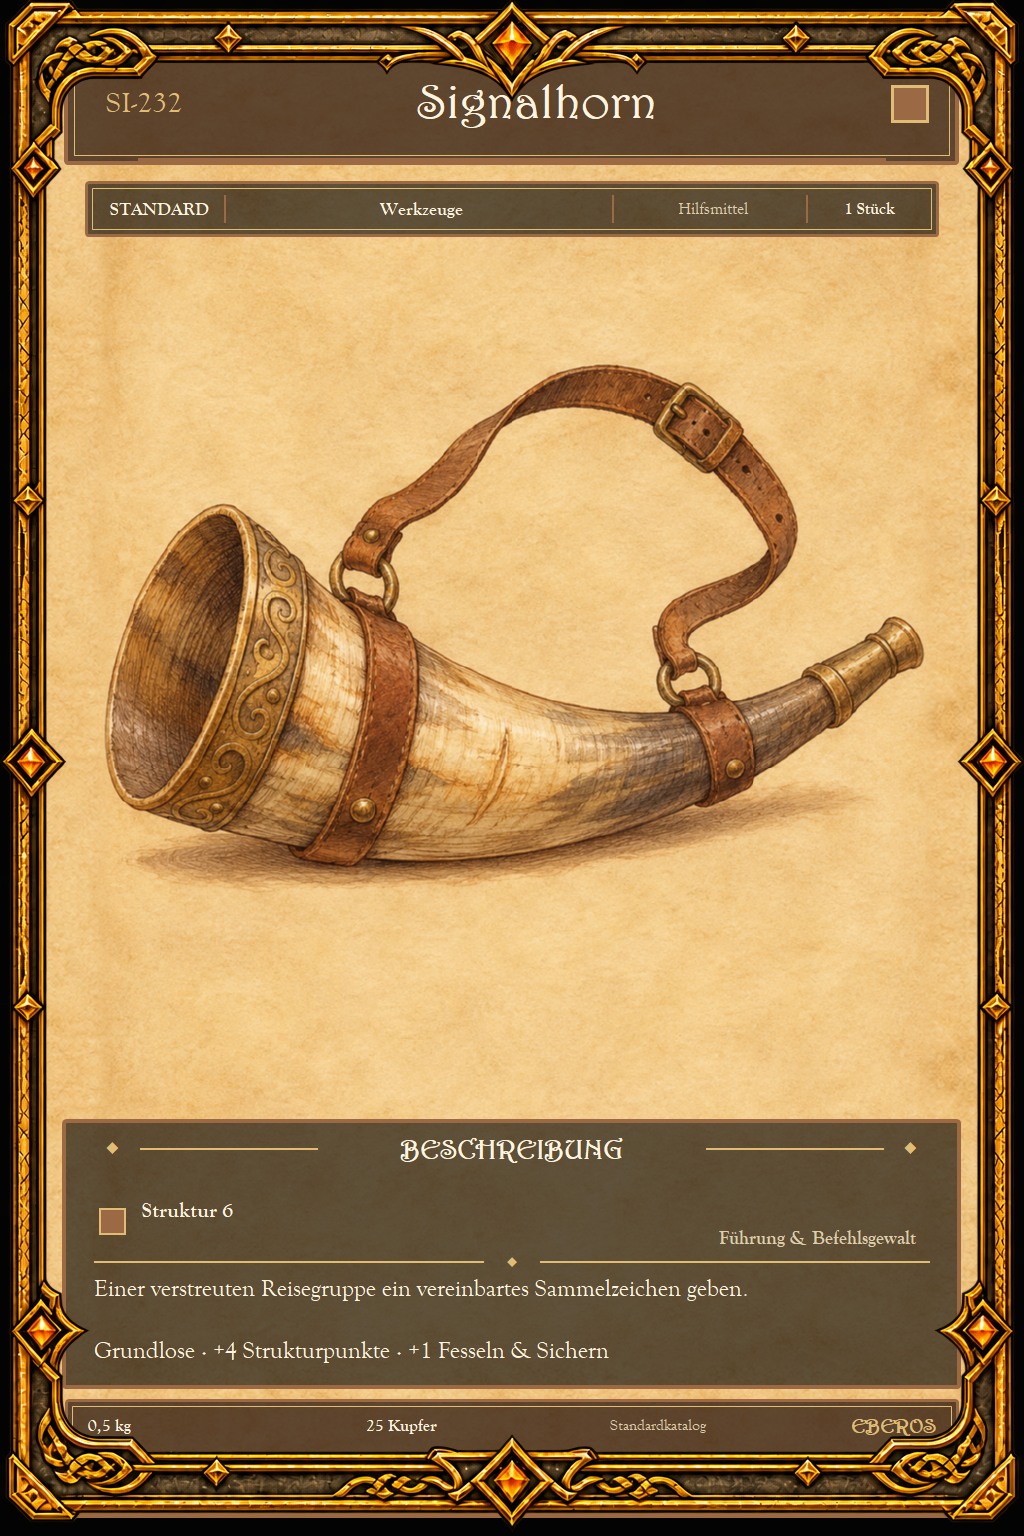 SI-232
Signalhorn
STANDARD Werkzeuge Hilfsmittel 1 Stück
BESCHREIBUNG
Struktur 6
Führung & Befehlsgewalt
Einer verstreuten Reisegruppe ein vereinbartes Sammelzeichen geben.
Grundlose · +4 Strukturpunkte · +1 Fesseln & Sichern
0,5 kg 25 Kupfer Standardkatalog EBEROS